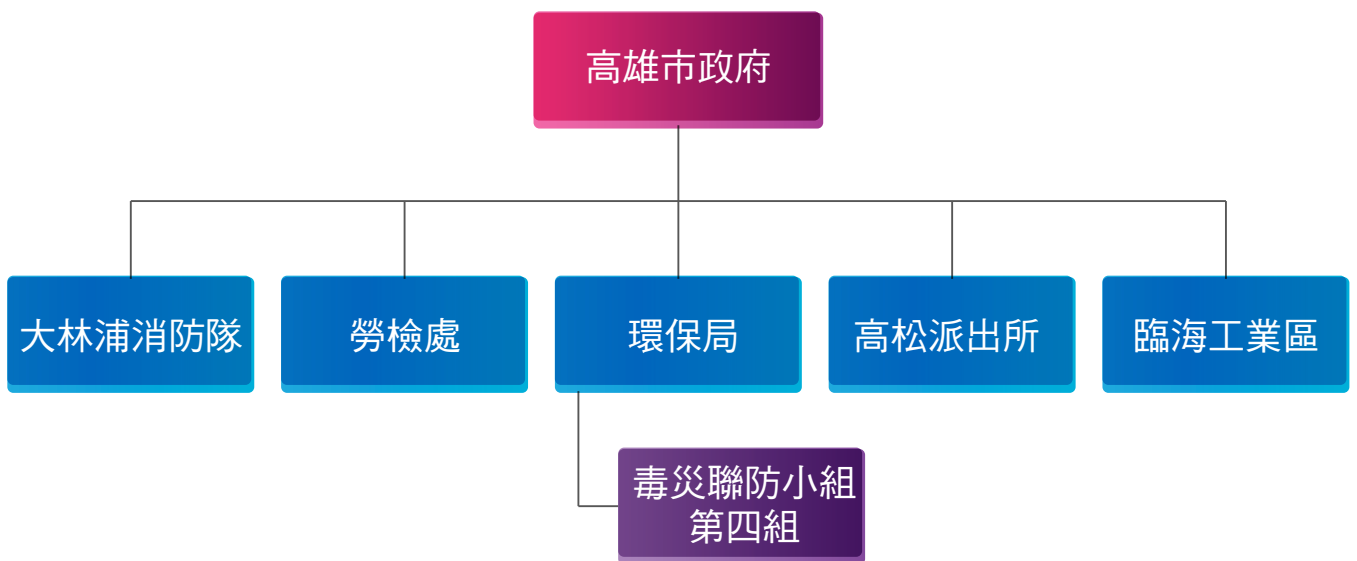 高雄市政府
大林浦消防隊
勞檢處
環保局
高松派出所
臨海工業區
毒災聯防小組
第四組